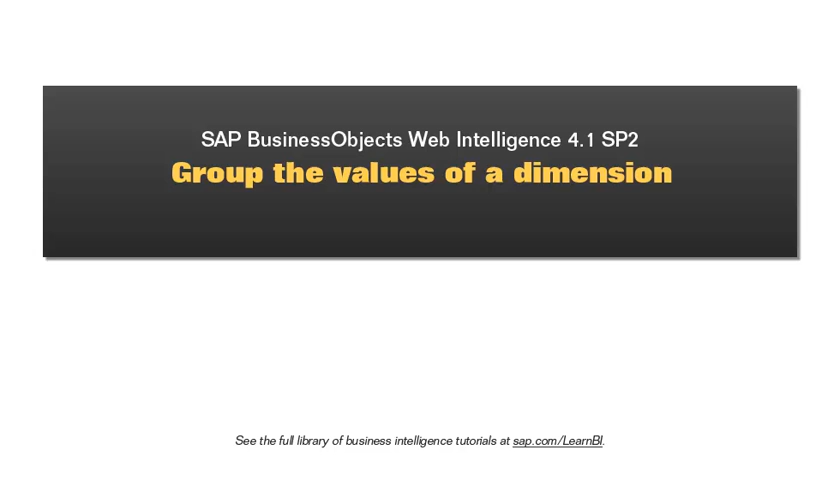 SAP BusinessObjects Web Intelligence 4.1 SP2
Group the values of a dimension
See the full library of business intelligence tutorials at sap.com/LearnBI.